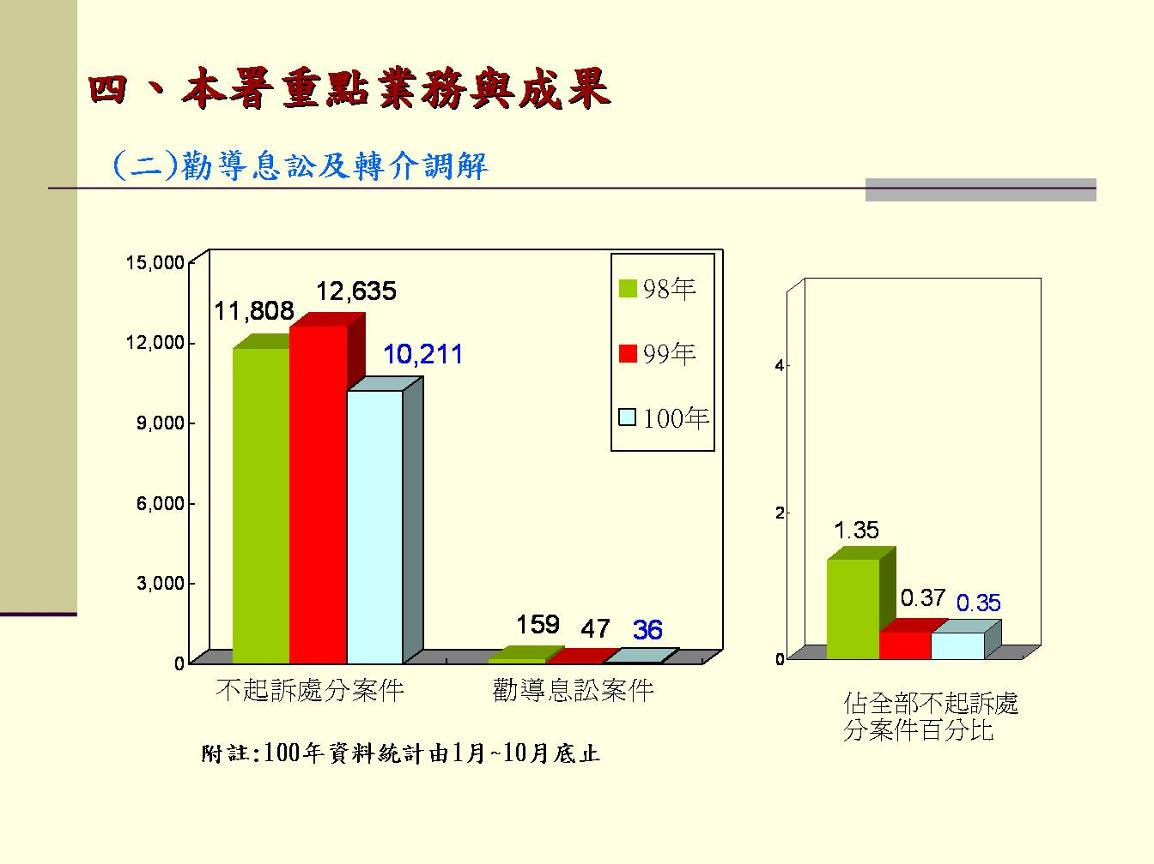 四、本署重點業務與成果
(二)勸導息訟及轉介調解
15,000
12,000
9,000
6,000
3,000
0
11,808
12,635
10,211
159
47
36
98年
99年
100年
不起訴處分案件
勸導息訟案件
4
2
0
1.35
0.37
0.35
佔全部不起訴處
分案件百分比
附註:100年資料統計由1月~10月底止